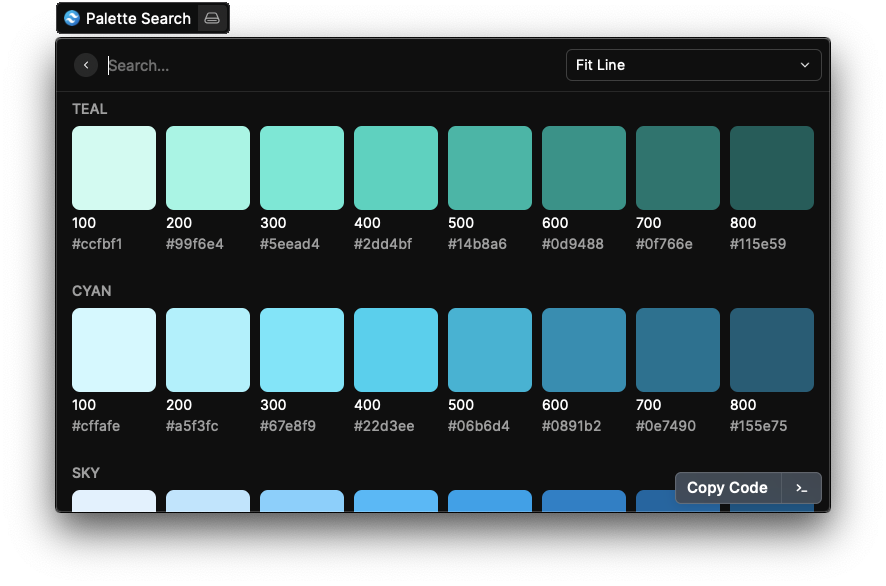 Palette Search
Search...
Fit Line
TEAL
100 200 300 400 500 600 700 800
#ccfbf1 #99f6e4 #5eead4 #2dd4bf #14b8a6 #0d9488 #0f766e #115e59
CYAN
100 200 300 400 500 600 700 800
#cffafe #a5f3fc #67e8f9 #22d3ee #06b6d4 #0891b2 #0e7490 #155e75
SKY
Copy Code